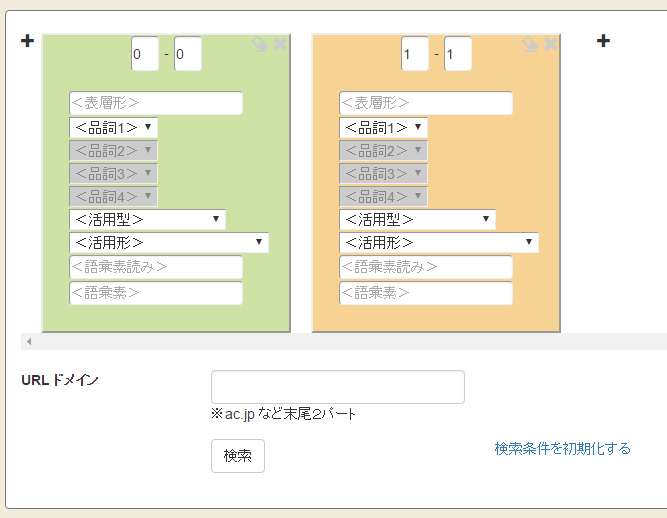 0 - 0
1 - 1
<表層形>
<表層形>
<品詞1>
<品詞1>
<品詞2>
<品詞2>
<品詞3>
<品詞3>
<品詞4>
<品詞4>
<活用型>
<活用型>
<活用形>
<活用形>
<語彙素読み>
<語彙素読み>
<語彙素>
<語彙素>
URLドメイン
※ac.jp など末尾2パート
検索
検索条件を初期化する